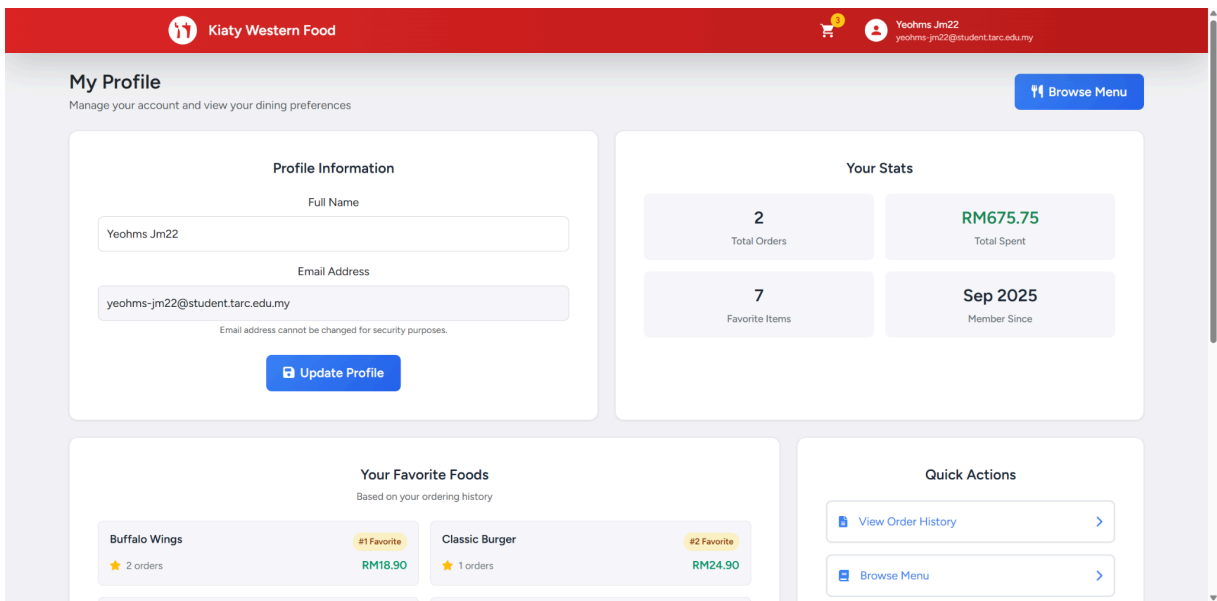 Kiaty Western Food
3
Yeohms Jm22
yeohms-jm22@student.tarc.edu.my
My Profile
Manage your account and view your dining preferences
Browse Menu
Profile Information
Full Name
Yeohms Jm22
Email Address
yeohms-jm22@student.tarc.edu.my
Email address cannot be changed for security purposes.
Update Profile
Your Stats
2
Total Orders
RM675.75
Total Spent
7
Favorite Items
Sep 2025
Member Since
Your Favorite Foods
Based on your ordering history
Buffalo Wings
#1 Favorite
2 orders
RM18.90
Classic Burger
#2 Favorite
1 orders
RM24.90
Quick Actions
View Order History
Browse Menu